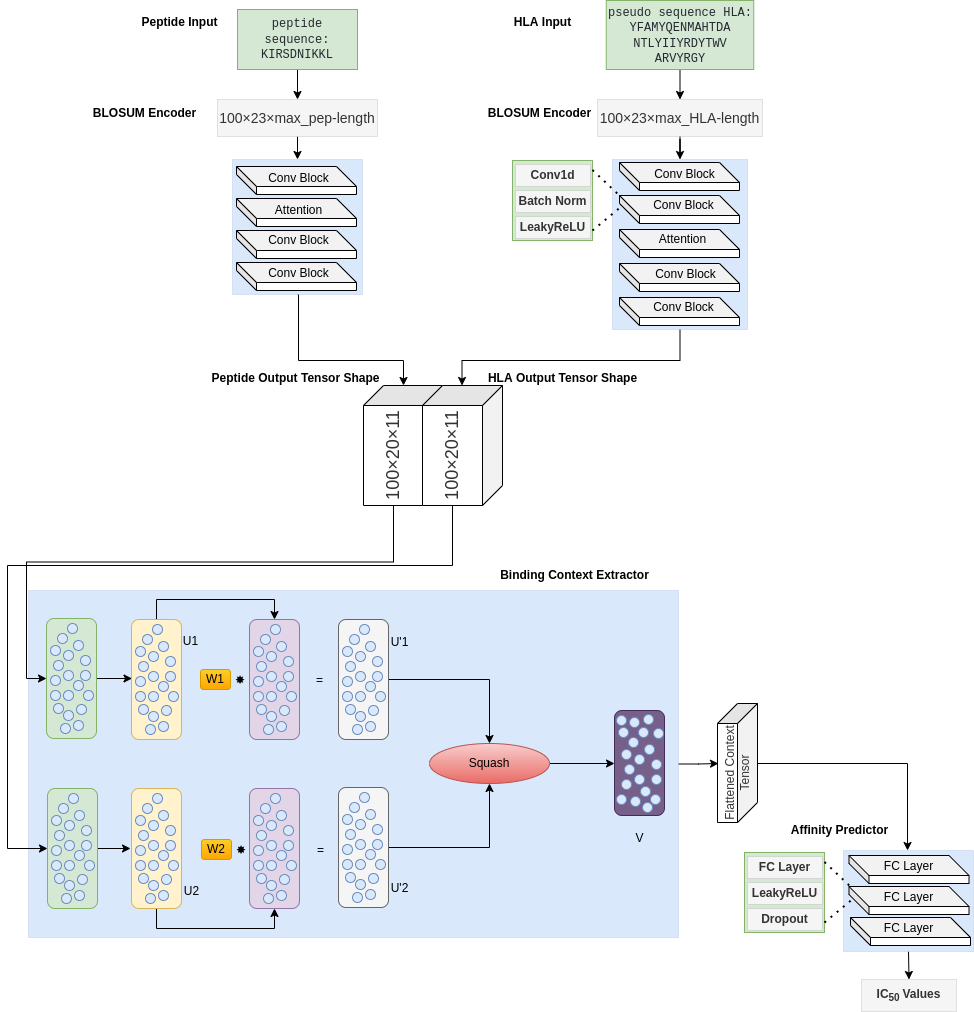 Peptide Input
peptide
sequence:
KIRSDNIKKL
HLA Input
pseudo sequence HLA:
YFAMYQENMAHTDA
NTLYIIYRDYTWV
ARVYRGY
BLOSUM Encoder
100×23×max_pep-length
BLOSUM Encoder
100×23×max_HLA-length
Conv Block
Attention
Conv Block
Conv Block
Conv1d
Batch Norm
LeakyReLU
Conv Block
Conv Block
Attention
Conv Block
Conv Block
Peptide Output Tensor Shape
HLA Output Tensor Shape
100×20×11
100×20×11
Binding Context Extractor
U1
W1
*
=
U'1
Squash
U2
W2
*
=
U'2
V
Flattened Context
Tensor
Affinity Predictor
FC Layer
LeakyReLU
Dropout
FC Layer
FC Layer
FC Layer
IC50 Values